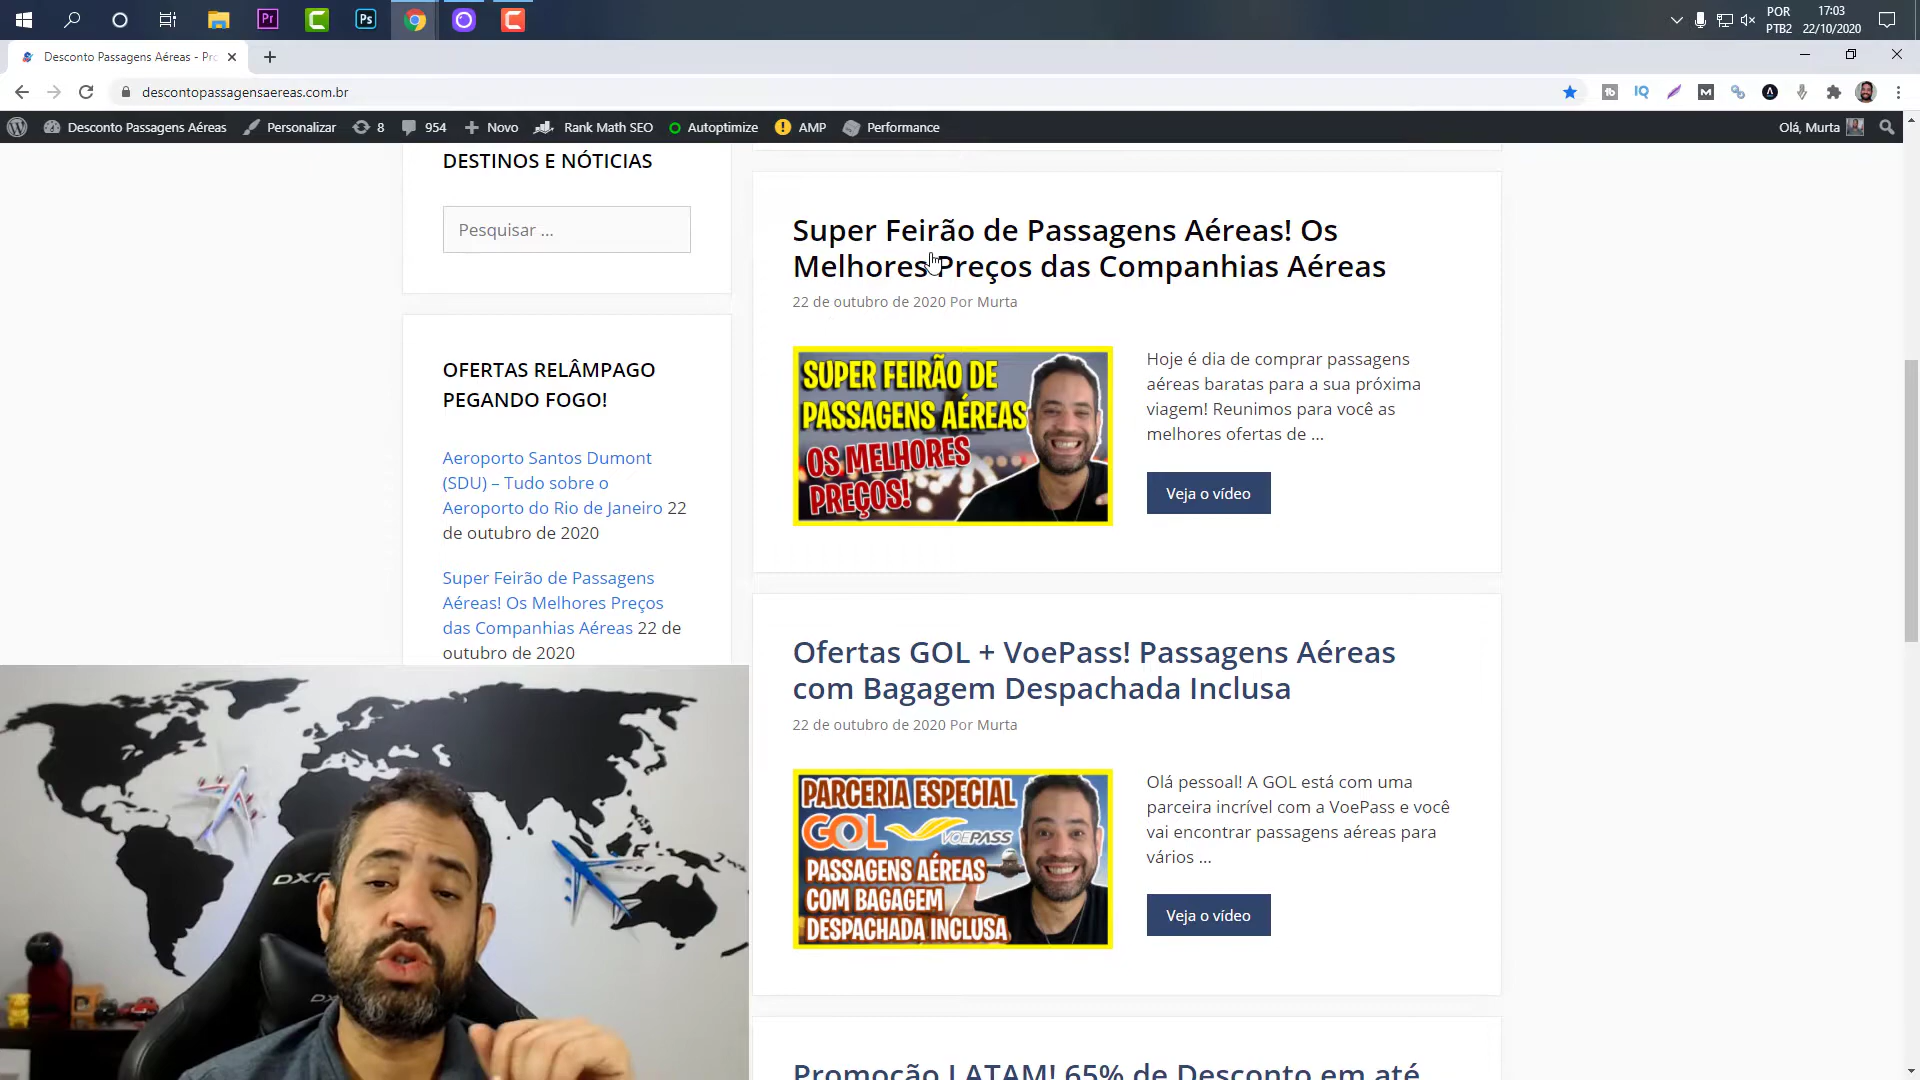 POR
PTB2
17:03
22/10/2020
Desconto Passagens Aéreas - Pro
descontopassagensaereas.com.br
Desconto Passagens Aéreas
Personalizar
8
954
Novo
Rank Math SEO
Autoptimize
AMP
Performance
Olá, Murta
DESTINOS E NÓTICIAS
Pesquisar ...
OFERTAS RELÂMPAGO
PEGANDO FOGO!
Aeroporto Santos Dumont
(SDU) – Tudo sobre o
Aeroporto do Rio de Janeiro 22
de outubro de 2020
Super Feirão de Passagens
Aéreas! Os Melhores Preços
das Companhias Aéreas 22 de
outubro de 2020
Super Feirão de Passagens Aéreas! Os
Melhores Preços das Companhias Aéreas
22 de outubro de 2020 Por Murta
SUPER FEIRÃO DE
PASSAGENS AÉREAS
OS MELHORES
PREÇOS!
Hoje é dia de comprar passagens
aéreas baratas para a sua próxima
viagem! Reunimos para você as
melhores ofertas de ...
Veja o vídeo
Ofertas GOL + VoePass! Passagens Aéreas
com Bagagem Despachada Inclusa
22 de outubro de 2020 Por Murta
PARCERIA ESPECIAL
GOL VOEPASS
PASSAGENS AÉREAS
COM BAGAGEM
DESPACHADA INCLUSA
Olá pessoal! A GOL está com uma
parceira incrível com a VoePass e você
vai encontrar passagens aéreas para
vários ...
Veja o vídeo
Promoção LATAM! 65% de Desconto em até